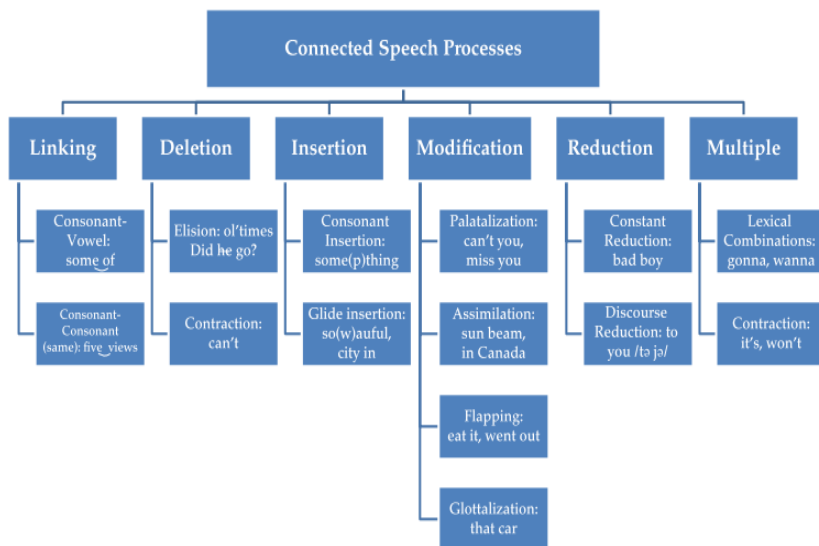 Connected Speech Processes
Linking
Deletion
Insertion
Modification
Reduction
Multiple
Consonant-
Vowel:
some‿of
Consonant-
Consonant
(same): five‿views
Elision: ol'times
Did h̶e go?
Contraction:
can't
Consonant
Insertion:
some(p)thing
Glide insertion:
so(w)auful,
city in
Palatalization:
can't you,
miss you
Assimilation:
sun beam,
in Canada
Flapping:
eat it, went out
Glottalization:
that car
Constant
Reduction:
bad boy
Discourse
Reduction: to
you /tə jə/
Lexical
Combinations:
gonna, wanna
Contraction:
it's, won't